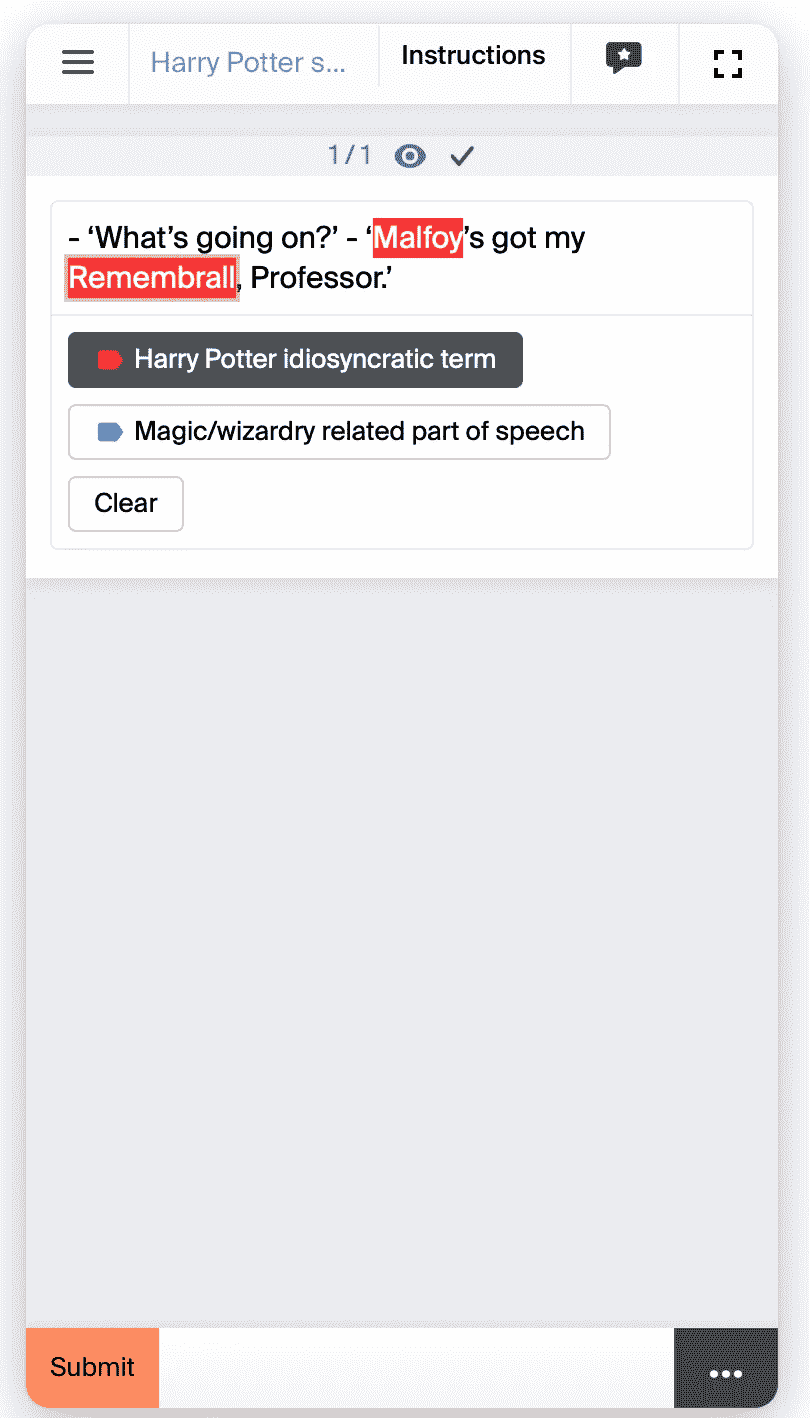 Harry Potter s...
Instructions
1/1
- ‘What’s going on?’ - ‘Malfoy’s got my
Remembrall, Professor.’
Harry Potter idiosyncratic term
Magic/wizardry related part of speech
Clear
Submit